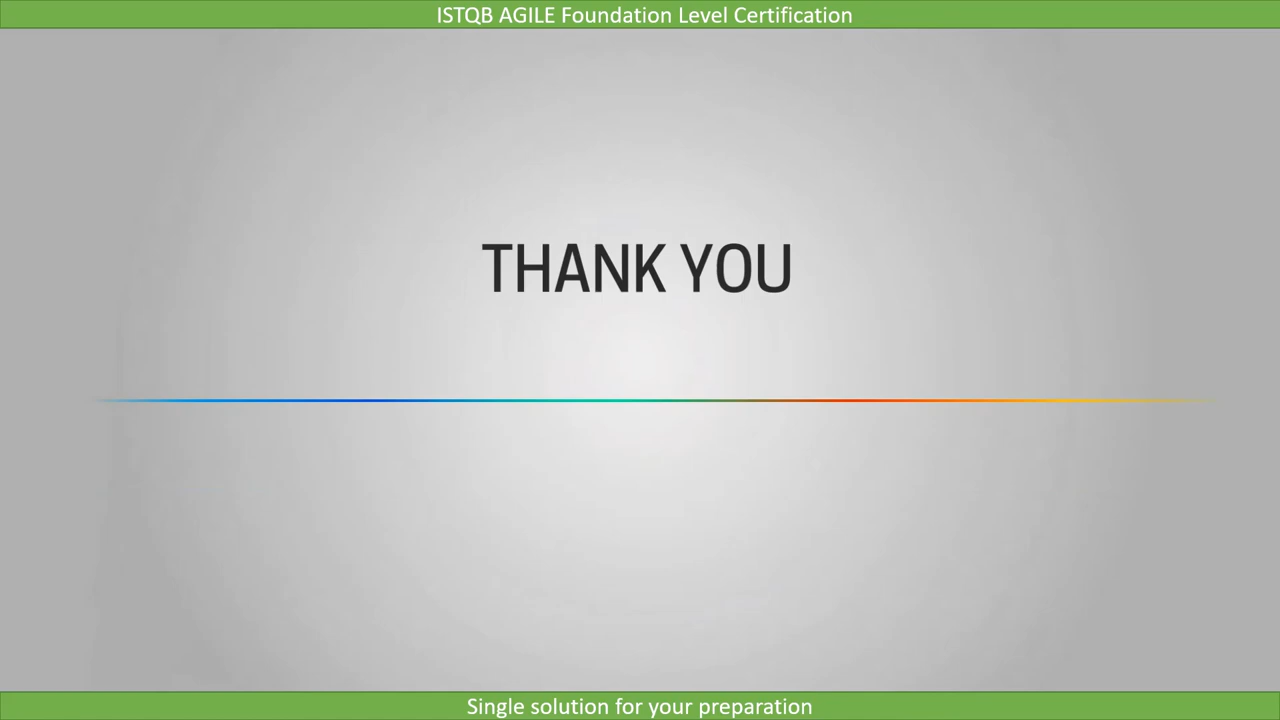 ISTQB AGILE Foundation Level Certification
THANK YOU
Single solution for your preparation